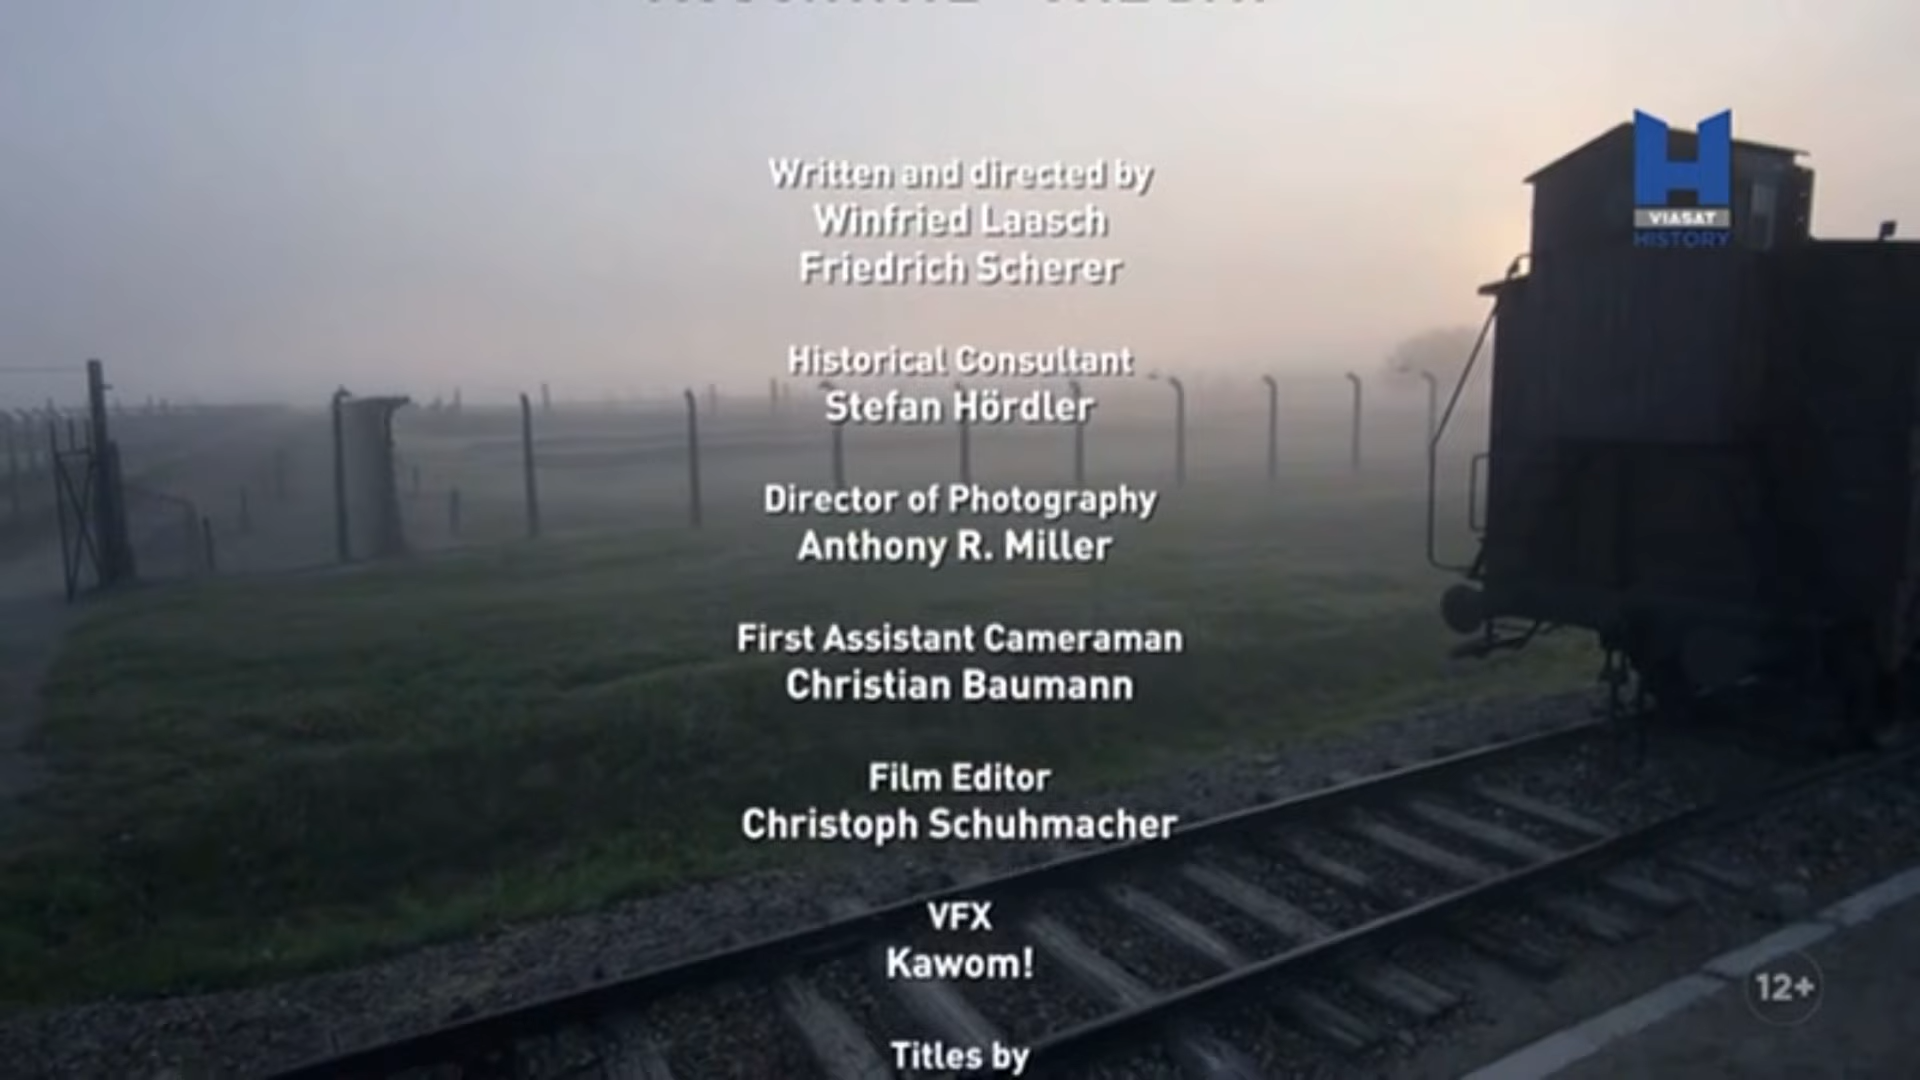 Written and directed by
Winfried Laasch
Friedrich Scherer
Historical Consultant
Stefan Hördler
Director of Photography
Anthony R. Miller
First Assistant Cameraman
Christian Baumann
Film Editor
Christoph Schuhmacher
VFX
Kawom!
Titles by
H
VIASAT
HISTORY
12+